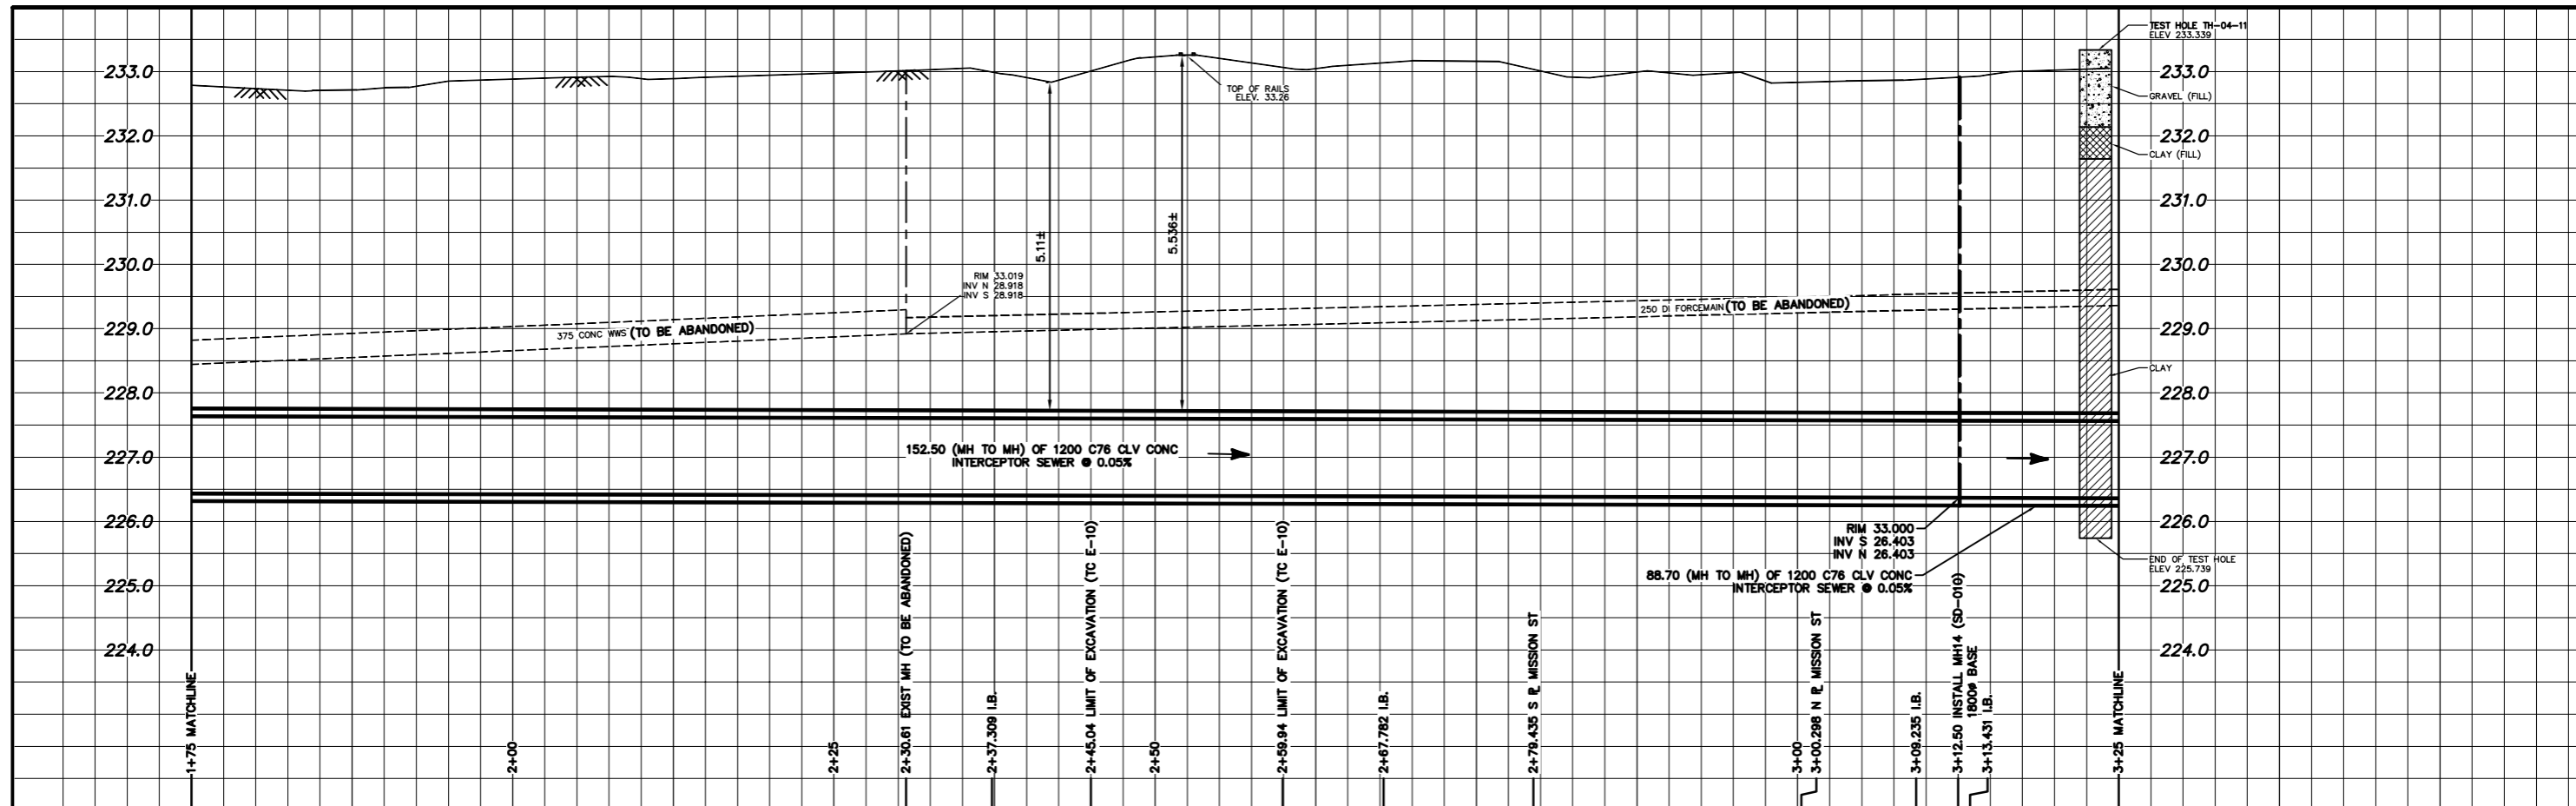 TEST HOLE TH-04-11
ELEV 233.339
233.0
233.0
TOP OF RAILS
ELEV. 33.26
GRAVEL (FILL)
232.0
232.0
CLAY (FILL)
231.0
231.0
5.11±
5.536±
230.0
230.0
RIM 33.019
INV N 28.918
INV S 28.918
229.0
375 CONC WWS (TO BE ABANDONED)
250 DI FORCEMAIN (TO BE ABANDONED)
229.0
228.0
228.0
CLAY
227.0
152.50 (MH TO MH) OF 1200 C76 CLV CONC
INTERCEPTOR SEWER @ 0.05%
227.0
226.0
226.0
RIM 33.000
INV S 26.403
INV N 26.403
END OF TEST HOLE
ELEV 225.739
225.0
225.0
88.70 (MH TO MH) OF 1200 C76 CLV CONC
INTERCEPTOR SEWER @ 0.05%
224.0
224.0
1+75 MATCHLINE
2+00
2+25
2+30.61 EXIST MH (TO BE ABANDONED)
2+37.309 I.B.
2+45.04 LIMIT OF EXCAVATION (TC E-10)
2+50
2+59.94 LIMIT OF EXCAVATION (TC E-10)
2+67.782 I.B.
2+79.435 S PL MISSION ST
3+00
3+00.298 N PL MISSION ST
3+09.235 I.B.
3+12.50 INSTALL MH14 (SD-010)
1800ø BASE
3+13.431 I.B.
3+25 MATCHLINE